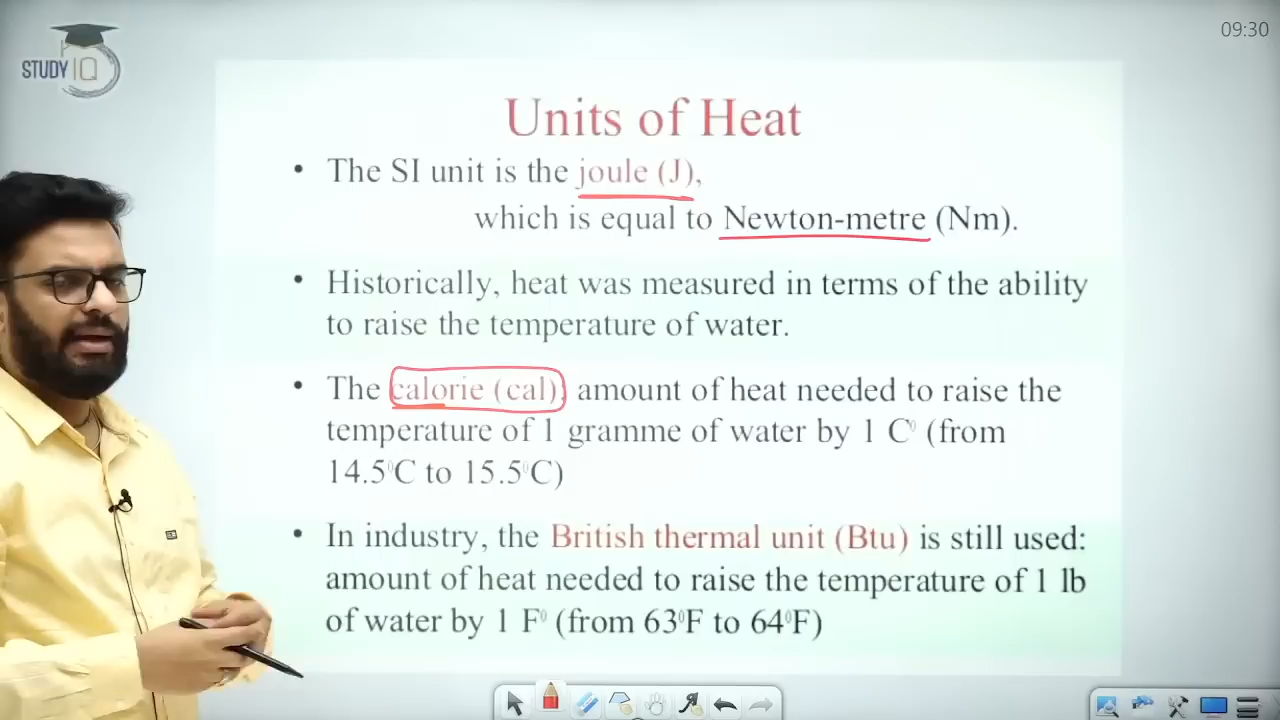 09:30
STUDY IQ
Units of Heat
• The SI unit is the joule (J),
which is equal to Newton-metre (Nm).
• Historically, heat was measured in terms of the ability
to raise the temperature of water.
• The calorie (cal), amount of heat needed to raise the
temperature of 1 gramme of water by 1 C⁰ (from
14.5⁰C to 15.5⁰C)
• In industry, the British thermal unit (Btu) is still used:
amount of heat needed to raise the temperature of 1 lb
of water by 1 F⁰ (from 63⁰F to 64⁰F)